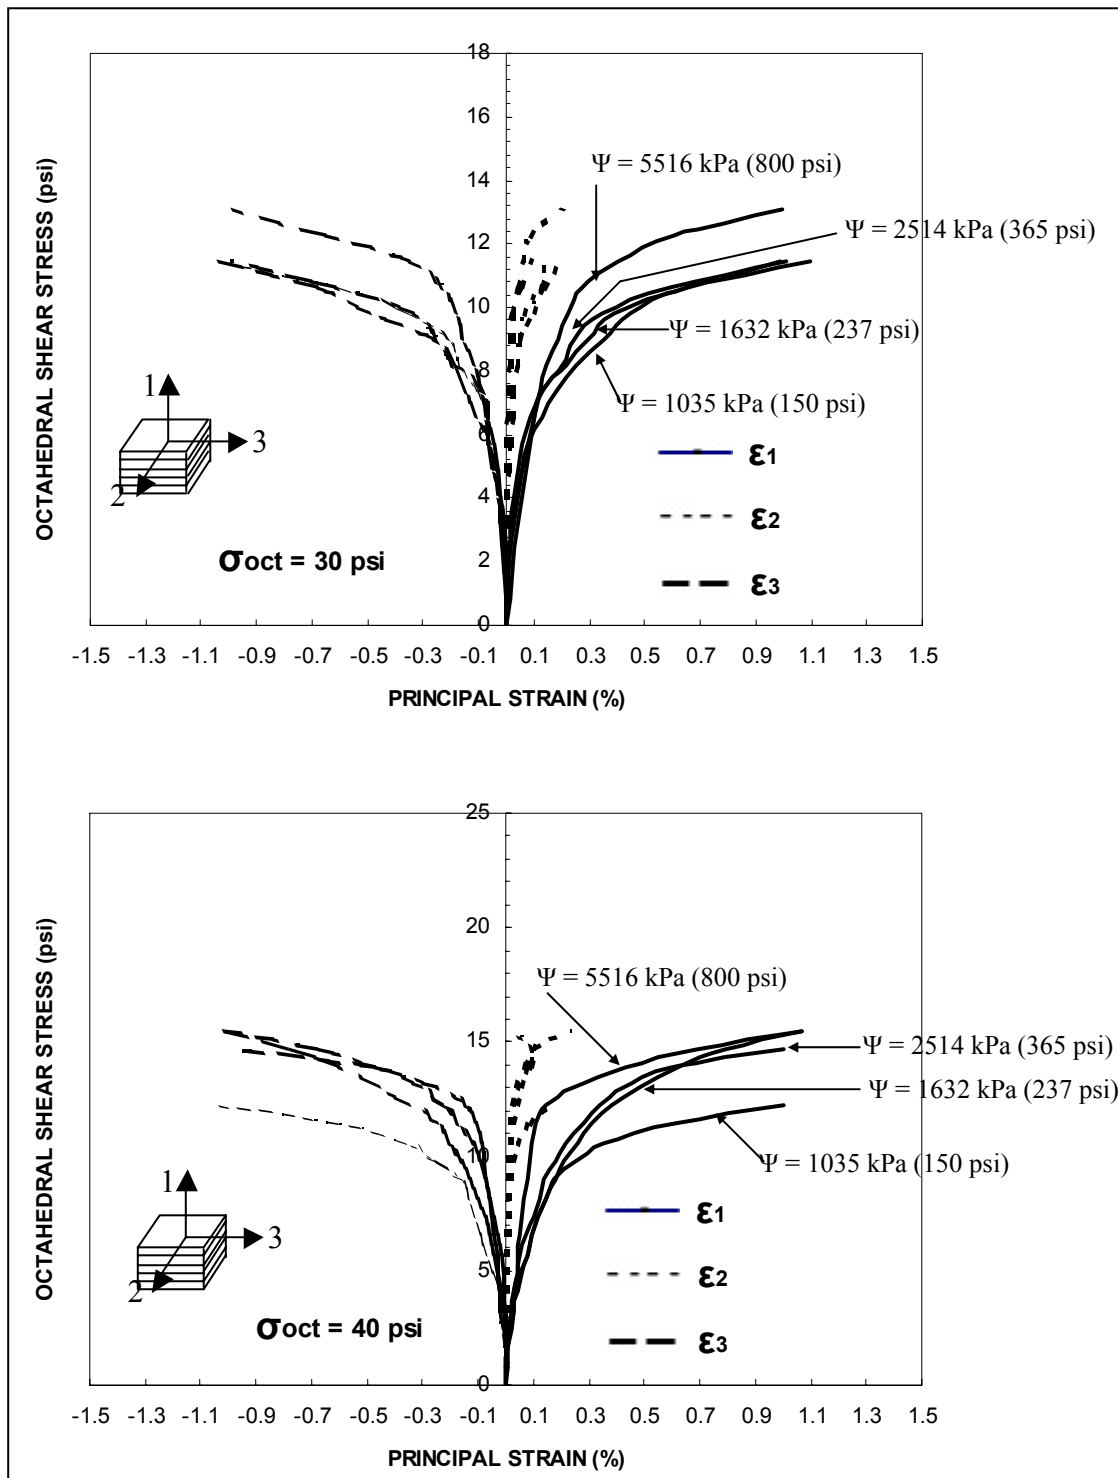 18
16
14
12
10
8
6
4
2
0
OCTAHEDRAL SHEAR STRESS (psi)
Ψ = 5516 kPa (800 psi)
Ψ = 2514 kPa (365 psi)
Ψ = 1632 kPa (237 psi)
Ψ = 1035 kPa (150 psi)
1
3
2
σoct = 30 psi
ε1
ε2
ε3
-1.5 -1.3 -1.1 -0.9 -0.7 -0.5 -0.3 -0.1 0.1 0.3 0.5 0.7 0.9 1.1 1.3 1.5
PRINCIPAL STRAIN (%)
25
20
15
10
5
0
OCTAHEDRAL SHEAR STRESS (psi)
Ψ = 5516 kPa (800 psi)
Ψ = 2514 kPa (365 psi)
Ψ = 1632 kPa (237 psi)
Ψ = 1035 kPa (150 psi)
1
3
2
σoct = 40 psi
ε1
ε2
ε3
-1.5 -1.3 -1.1 -0.9 -0.7 -0.5 -0.3 -0.1 0.1 0.3 0.5 0.7 0.9 1.1 1.3 1.5
PRINCIPAL STRAIN (%)